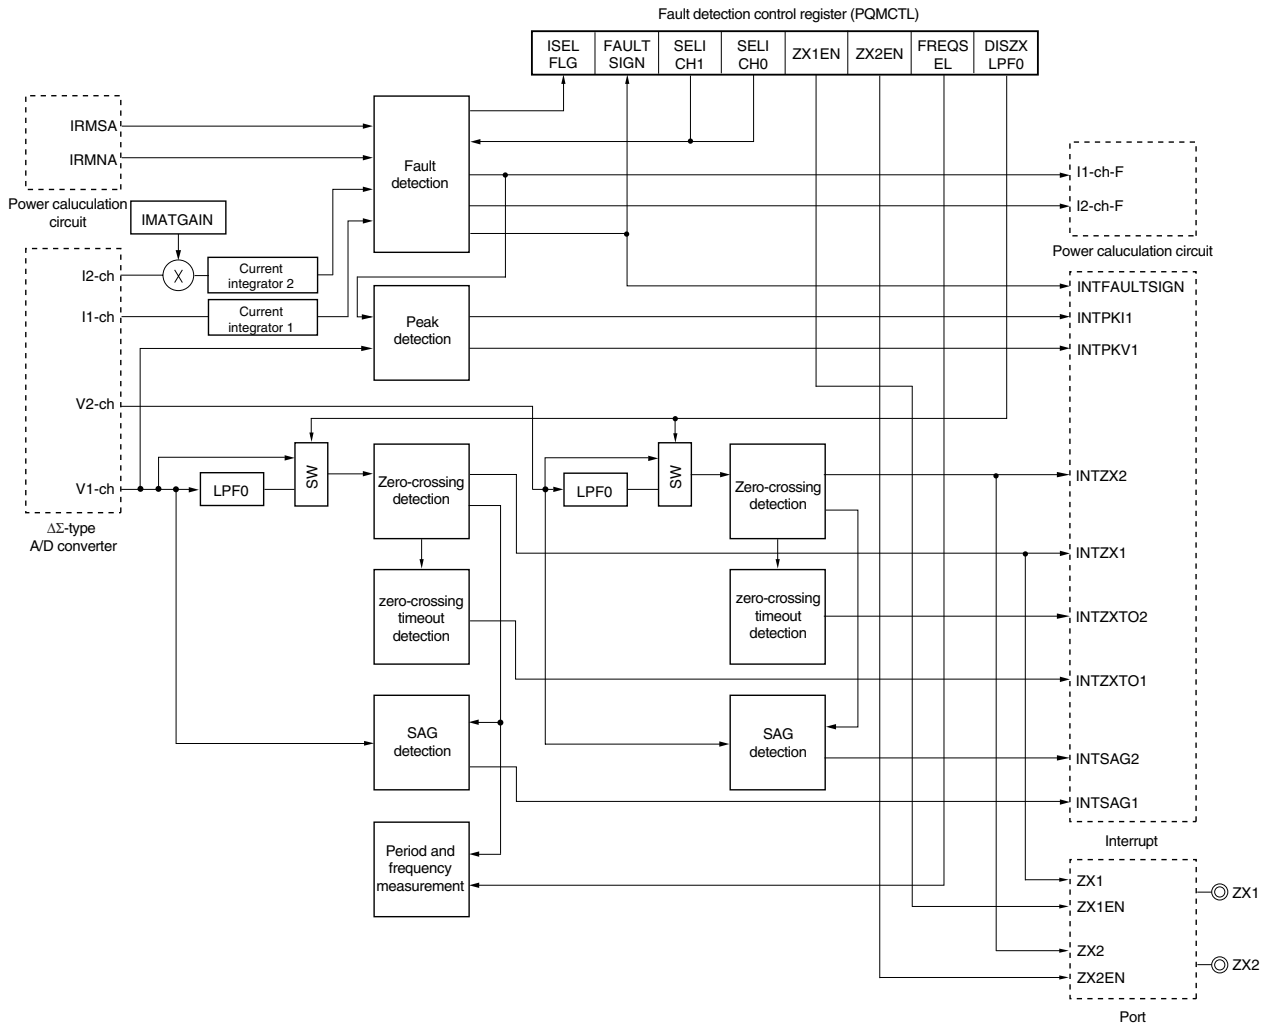 Fault detection control register (PQMCTL)
ISEL
FLG
FAULT
SIGN
SELI
CH1
SELI
CH0
ZX1EN
ZX2EN
FREQS
EL
DISZX
LPF0
IRMSA
IRMNA
Power caluculation
circuit
IMATGAIN
X
I2-ch
Current
integrator 2
I1-ch
Current
integrator 1
V2-ch
V1-ch
ΔΣ-type
A/D converter
Fault
detection
Peak
detection
I1-ch-F
I2-ch-F
Power caluculation circuit
INTFAULTSIGN
INTPKI1
INTPKV1
LPF0
SW
Zero-crossing
detection
LPF0
SW
Zero-crossing
detection
INTZX2
INTZX1
zero-crossing
timeout
detection
zero-crossing
timeout
detection
INTZXTO2
INTZXTO1
SAG
detection
SAG
detection
INTSAG2
INTSAG1
Interrupt
Period and
frequency
measurement
ZX1
ZX1EN
ZX2
ZX2EN
ZX1
ZX2
Port